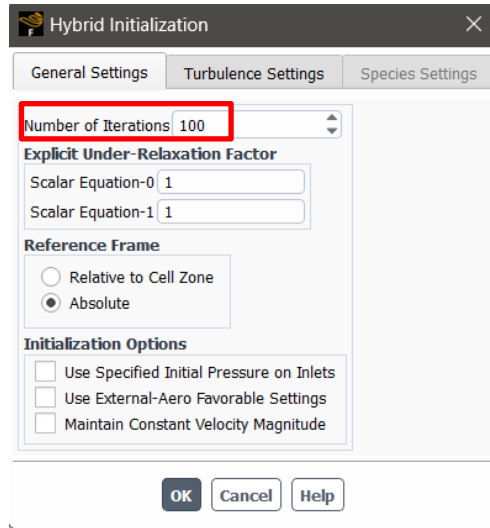 Hybrid Initialization
General Settings Turbulence Settings Species Settings
Number of Iterations 100
Explicit Under-Relaxation Factor
Scalar Equation-0 1
Scalar Equation-1 1
Reference Frame
Relative to Cell Zone
Absolute
Initialization Options
Use Specified Initial Pressure on Inlets
Use External-Aero Favorable Settings
Maintain Constant Velocity Magnitude
OK Cancel Help